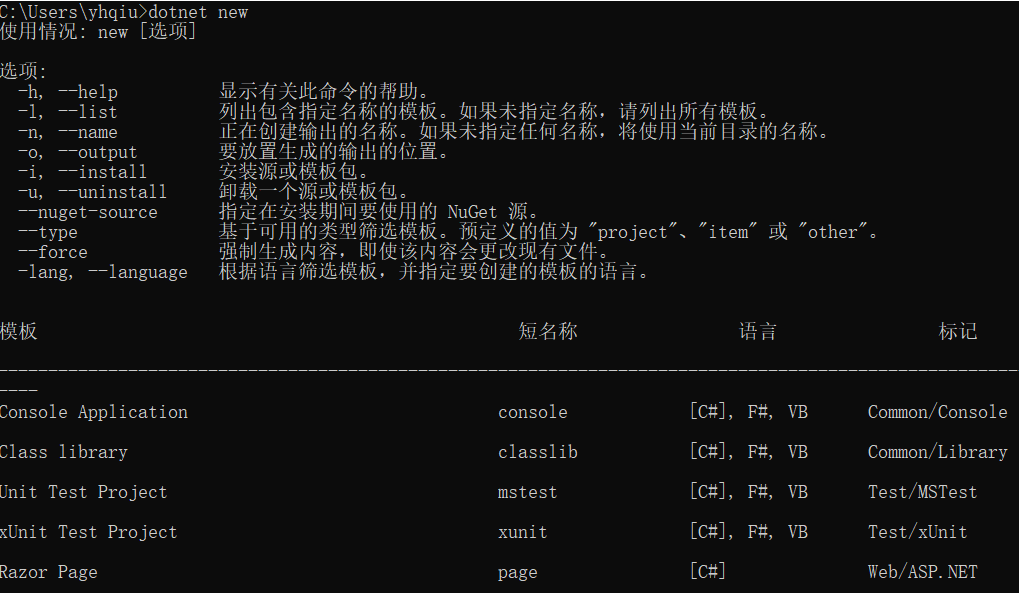 C:\Users\yhqiu>dotnet new
使用情况: new [选项]
选项:
-h, --help 显示有关此命令的帮助。
-l, --list 列出包含指定名称的模板。如果未指定名称，请列出所有模板。
-n, --name 正在创建输出的名称。如果未指定任何名称，将使用当前目录的名称。
-o, --output 要放置生成的输出的位置。
-i, --install 安装源或模板包。
-u, --uninstall 卸载一个源或模板包。
--nuget-source 指定在安装期间要使用的 NuGet 源。
--type 基于可用的类型筛选模板。预定义的值为 "project"、"item" 或 "other"。
--force 强制生成内容，即使该内容会更改现有文件。
-lang, --language 根据语言筛选模板，并指定要创建的模板的语言。
模板 短名称 语言 标记
Console Application console [C#], F#, VB Common/Console
Class library classlib [C#], F#, VB Common/Library
Unit Test Project mstest [C#], F#, VB Test/MSTest
xUnit Test Project xunit [C#], F#, VB Test/xUnit
Razor Page page [C#] Web/ASP.NET